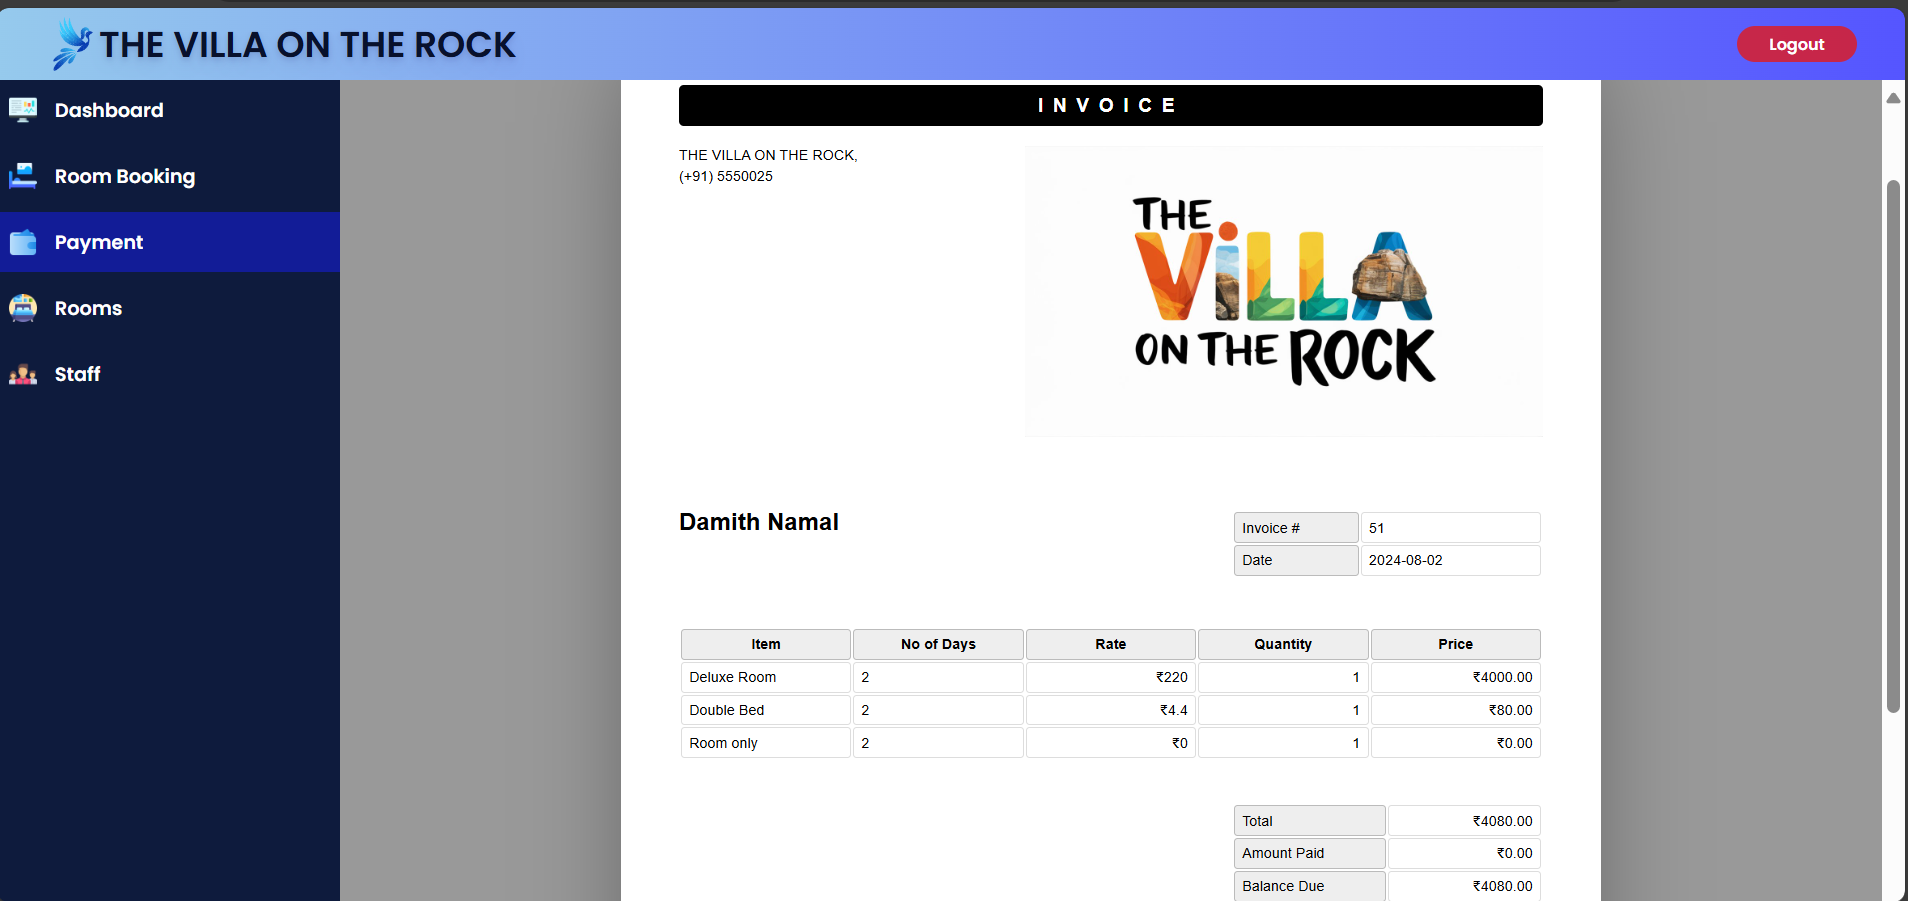 THE VILLA ON THE ROCK
Logout
Dashboard
Room Booking
Payment
Rooms
Staff
INVOICE
THE VILLA ON THE ROCK,
(+91) 5550025
THE
ViLLA
ON THE ROCK
Damith Namal
Invoice # 51
Date 2024-08-02
Item No of Days Rate Quantity Price
Deluxe Room 2 ₹220 1 ₹4000.00
Double Bed 2 ₹4.4 1 ₹80.00
Room only 2 ₹0 1 ₹0.00
Total ₹4080.00
Amount Paid ₹0.00
Balance Due ₹4080.00